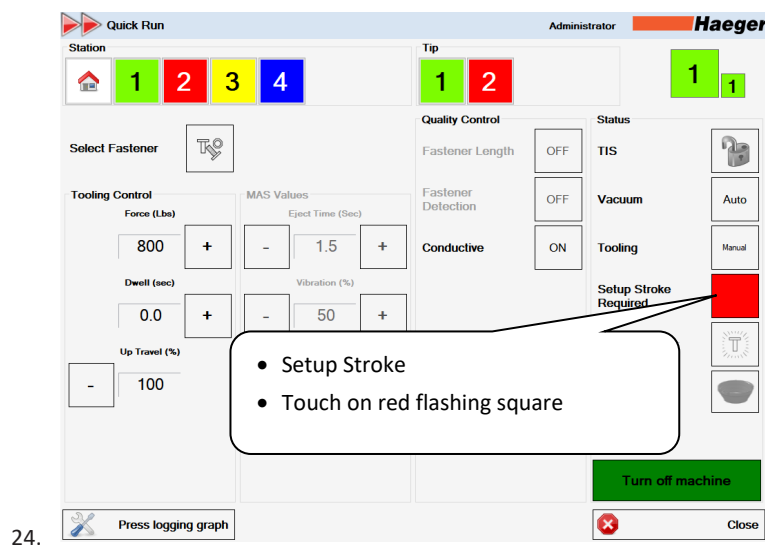 Quick Run
Administrator
Haeger
Station
1 2 3 4
Tip
1 2
1 1
Select Fastener
Quality Control
Fastener Length OFF
Fastener
Detection
OFF
Conductive ON
Status
TIS
Vacuum Auto
Tooling Manual
Setup Stroke
Required
Tooling Control
Force (Lbs)
800 +
Dwell (sec)
0.0 +
Up Travel (%)
- 100
MAS Values
Eject Time (Sec)
- 1.5 +
Vibration (%)
- 50 +
• Setup Stroke
• Touch on red flashing square
Turn off machine
Press logging graph
Close
24.